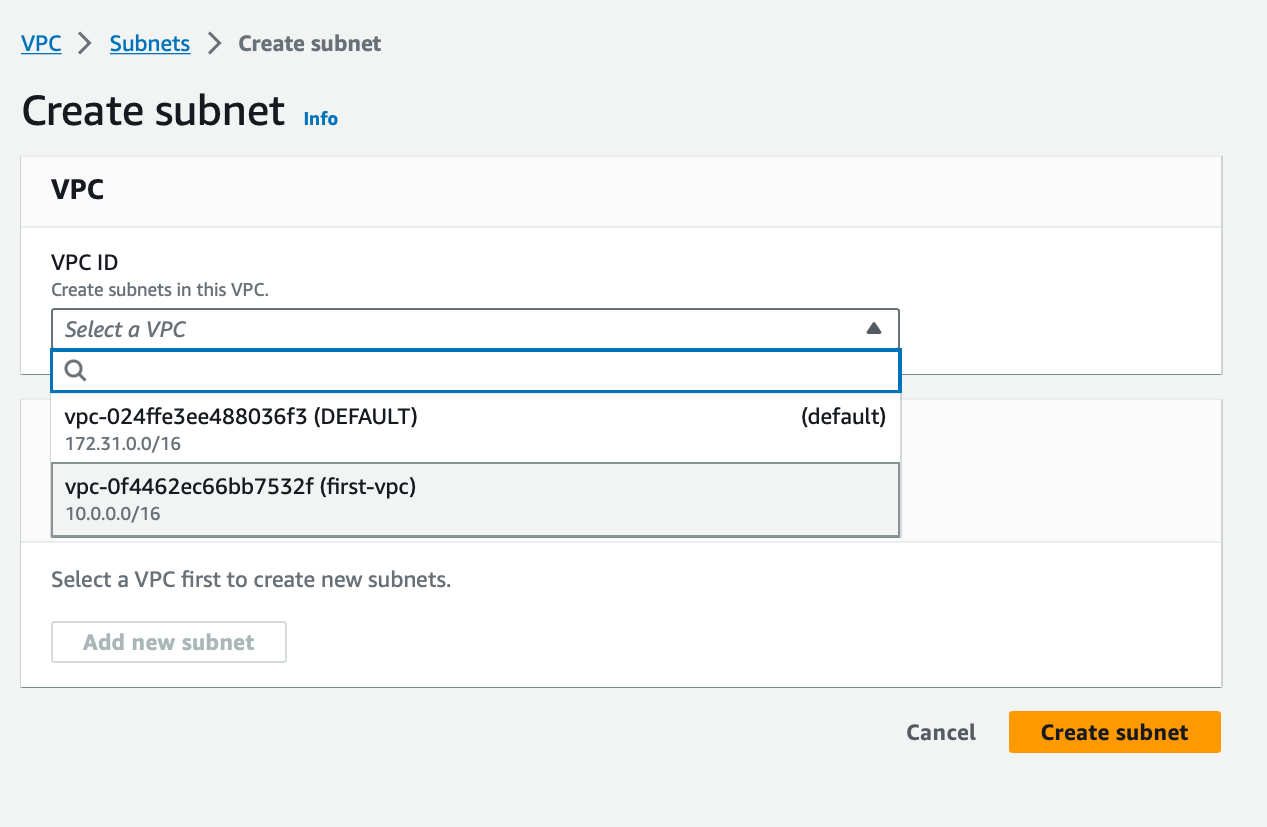 VPC > Subnets > Create subnet
Create subnet Info
VPC
VPC ID
Create subnets in this VPC.
Select a VPC
vpc-024ffe3ee488036f3 (DEFAULT) (default)
172.31.0.0/16
vpc-0f4462ec66bb7532f (first-vpc)
10.0.0.0/16
Select a VPC first to create new subnets.
Add new subnet
Cancel Create subnet